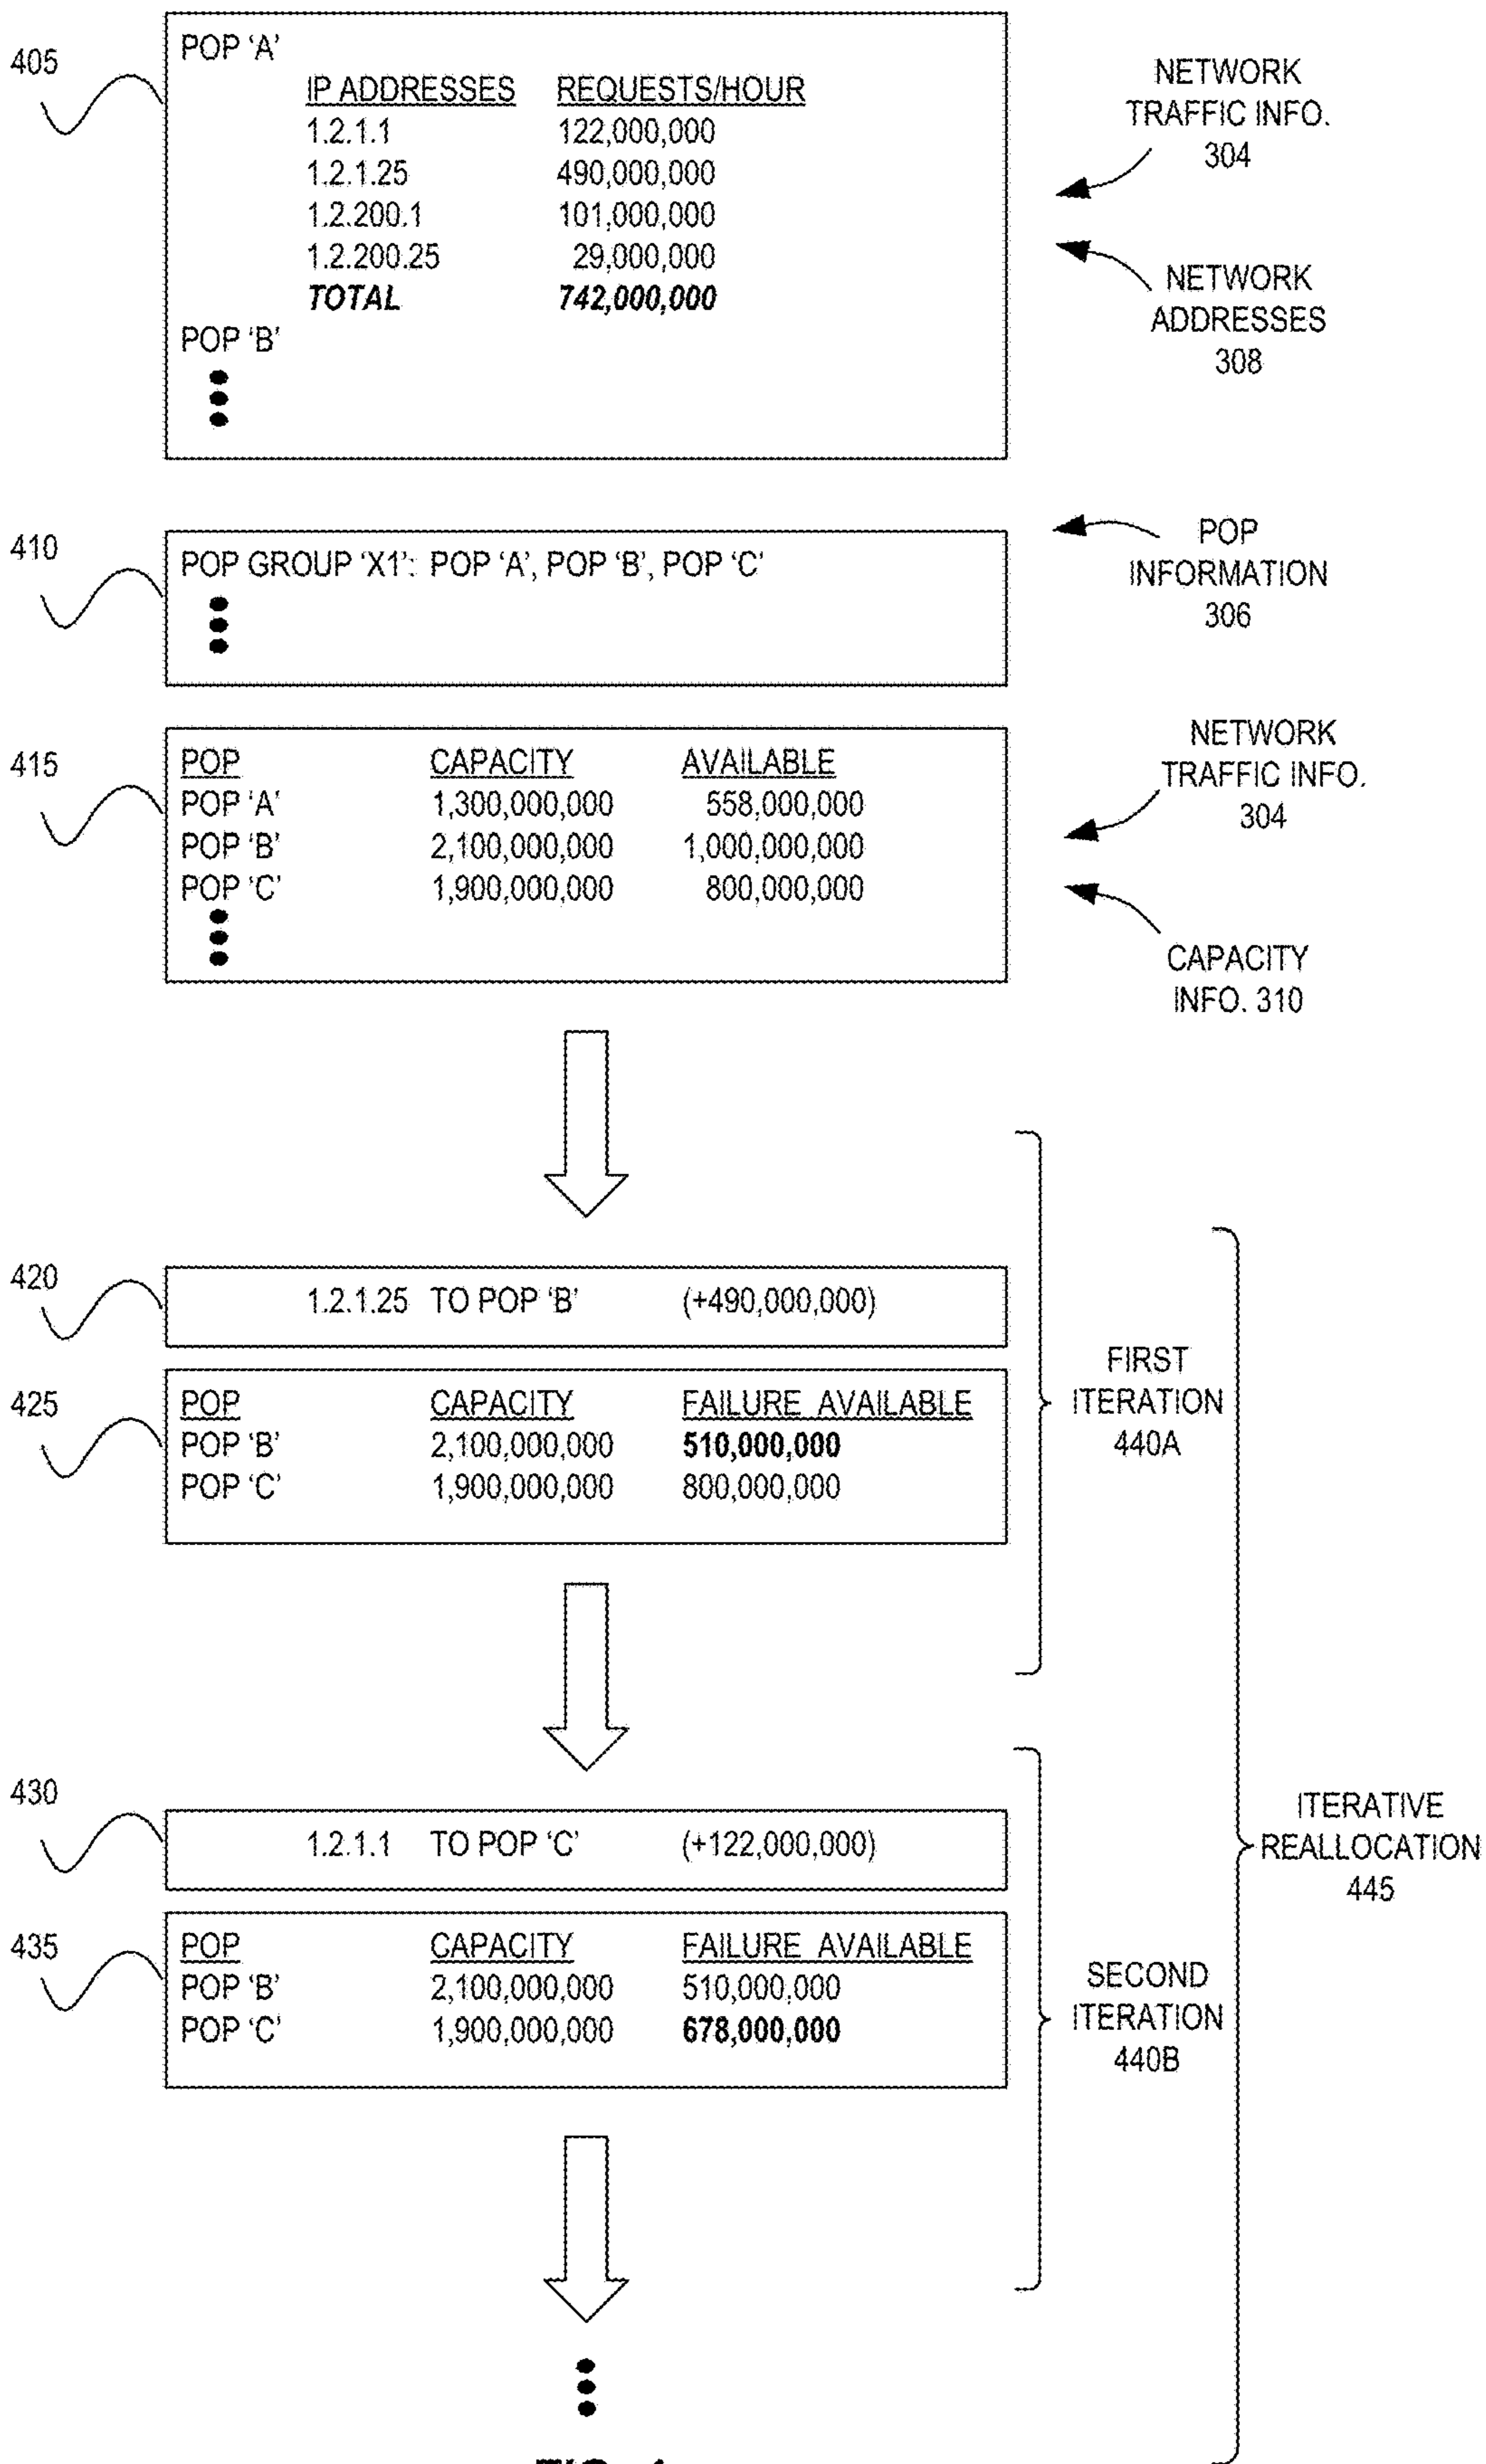 405
POP 'A'
IP ADDRESSES REQUESTS/HOUR
1.2.1.1 122,000,000
1.2.1.25 490,000,000
1.2.200.1 101,000,000
1.2.200.25 29,000,000
TOTAL 742,000,000
POP 'B'
NETWORK
TRAFFIC INFO.
304
NETWORK
ADDRESSES
308
410
POP GROUP 'X1': POP 'A', POP 'B', POP 'C'
POP
INFORMATION
306
415
POP CAPACITY AVAILABLE
POP 'A' 1,300,000,000 558,000,000
POP 'B' 2,100,000,000 1,000,000,000
POP 'C' 1,900,000,000 800,000,000
NETWORK
TRAFFIC INFO.
304
CAPACITY
INFO. 310
420
1.2.1.25 TO POP 'B' (+490,000,000)
425
POP CAPACITY FAILURE AVAILABLE
POP 'B' 2,100,000,000 510,000,000
POP 'C' 1,900,000,000 800,000,000
FIRST
ITERATION
440A
430
1.2.1.1 TO POP 'C' (+122,000,000)
435
POP CAPACITY FAILURE AVAILABLE
POP 'B' 2,100,000,000 510,000,000
POP 'C' 1,900,000,000 678,000,000
SECOND
ITERATION
440B
ITERATIVE
REALLOCATION
445